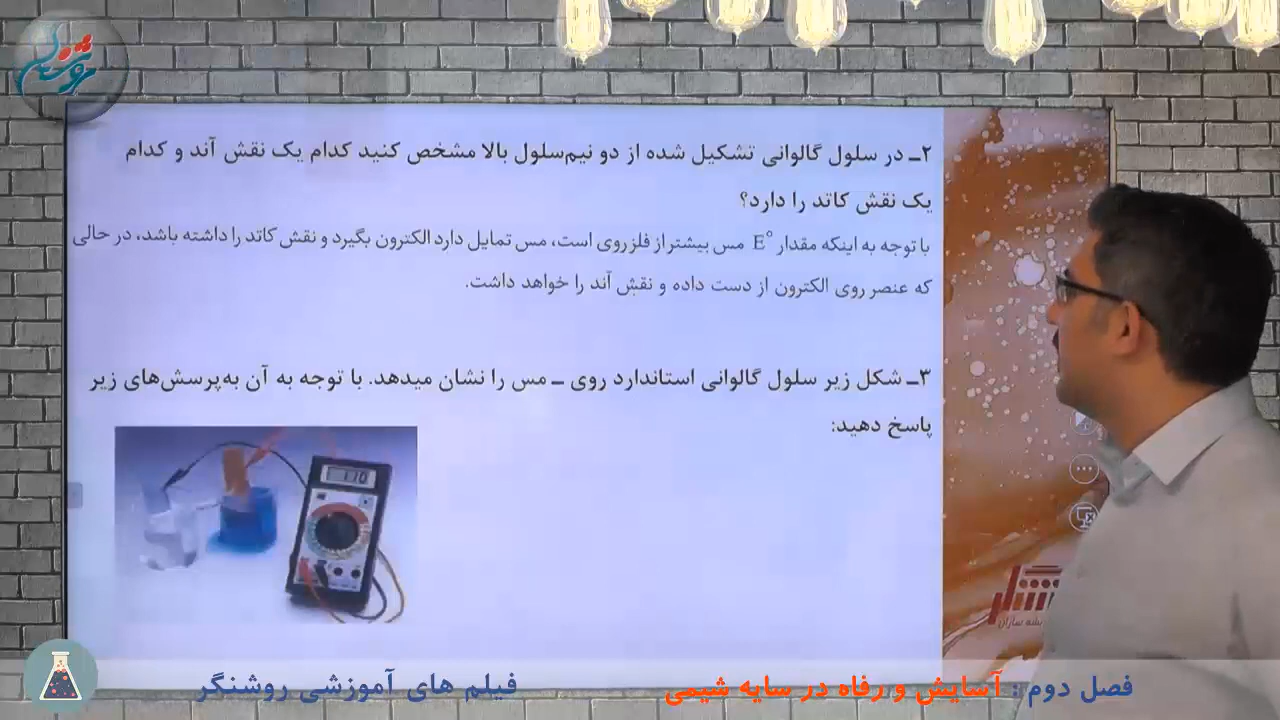 ۲ـ در سلول گالوانی تشکیل شده از دو نیم‌سلول بالا مشخص کنید کدام یک نقش آند و کدام
یک نقش کاتد را دارد؟
با توجه به اینکه مقدار E° مس بیشتر از فلز روی است، مس تمایل دارد الکترون بگیرد و نقش کاتد را داشته باشد، در حالی
که عنصر روی الکترون از دست داده و نقش آند را خواهد داشت.
۳ـ شکل زیر سلول گالوانی استاندارد روی ــ مس را نشان میدهد. با توجه به آن به‌پرسش‌های زیر
پاسخ دهید:
1.10
فصل دوم : آسایش و رفاه در سایه شیمی
فیلم های آموزشی روشنگر